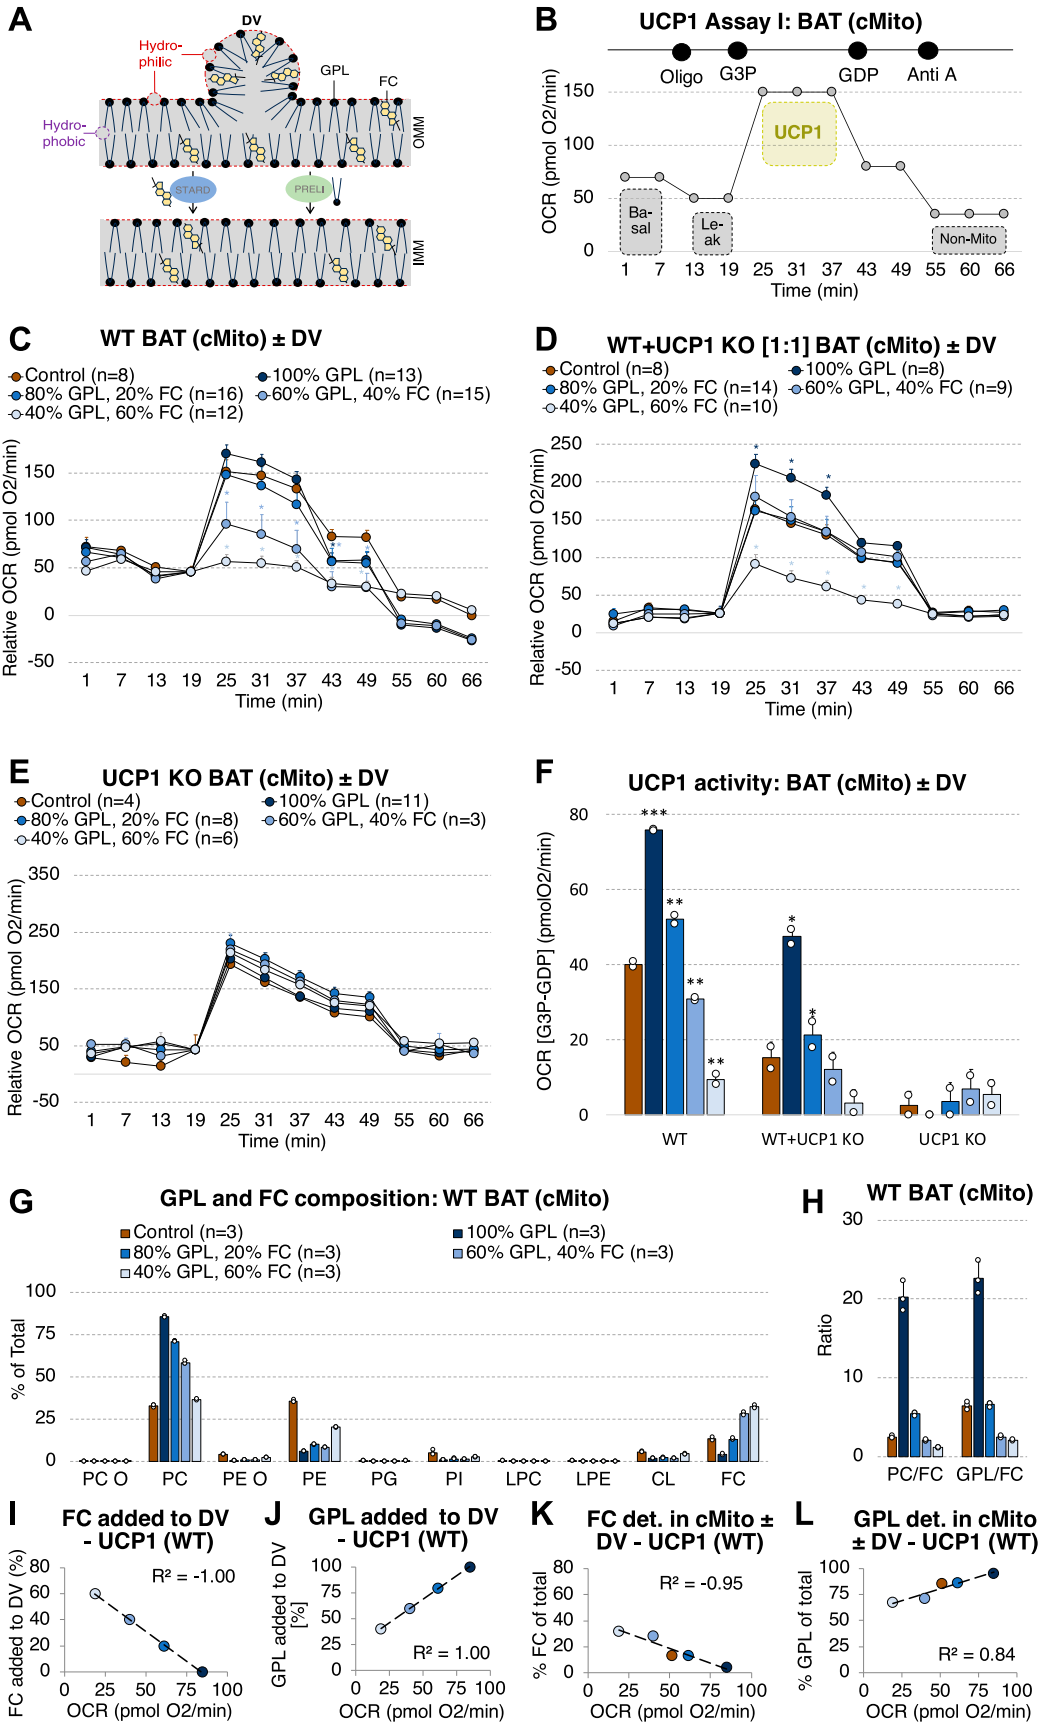 A
DV
Hydro-
philic
GPL
FC
Hydro-
phobic
OMM
STARD
PRELI
IMM
B
UCP1 Assay I: BAT (cMito)
Oligo
G3P
GDP
Anti A
OCR (pmol O2/min)
150
100
50
0
UCP1
Ba-
sal
Le-
ak
Non-Mito
1 7 13 19 25 31 37 43 49 55 60 66
Time (min)
C
WT BAT (cMito) ± DV
Control (n=8)
100% GPL (n=13)
80% GPL, 20% FC (n=16)
60% GPL, 40% FC (n=15)
40% GPL, 60% FC (n=12)
Relative OCR (pmol O2/min)
150
100
50
0
-50
* * * * * * ** * *
1 7 13 19 25 31 37 43 49 55 60 66
Time (min)
D
WT+UCP1 KO [1:1] BAT (cMito) ± DV
Control (n=8)
100% GPL (n=8)
80% GPL, 20% FC (n=14)
60% GPL, 40% FC (n=9)
40% GPL, 60% FC (n=10)
Relative OCR (pmol O2/min)
250
200
150
100
50
0
-50
* * *
* * * * *
1 7 13 19 25 31 37 43 49 55 60 66
Time (min)
E
UCP1 KO BAT (cMito) ± DV
Control (n=4)
100% GPL (n=11)
80% GPL, 20% FC (n=8)
60% GPL, 40% FC (n=3)
40% GPL, 60% FC (n=6)
Relative OCR (pmol O2/min)
350
250
150
50
-50
1 7 13 19 25 31 37 43 49 55 60 66
Time (min)
F
UCP1 activity: BAT (cMito) ± DV
OCR [G3P-GDP] (pmolO2/min)
80
60
40
20
0
*** ** ** **
* *
WT
WT+UCP1 KO
UCP1 KO
G
GPL and FC composition: WT BAT (cMito)
Control (n=3)
100% GPL (n=3)
80% GPL, 20% FC (n=3)
60% GPL, 40% FC (n=3)
40% GPL, 60% FC (n=3)
% of Total
100
75
50
25
0
PC O PC PE O PE PG PI LPC LPE CL FC
H
WT BAT (cMito)
Ratio
30
20
10
0
PC/FC GPL/FC
I
FC added to DV
- UCP1 (WT)
FC added to DV (%)
80
60
40
20
0
R² = -1.00
0 25 50 75 100
OCR (pmol O2/min)
J
GPL added to DV
- UCP1 (WT)
GPL added to DV
[%]
100
75
50
25
0
R² = 1.00
0 25 50 75 100
OCR (pmol O2/min)
K
FC det. in cMito ±
DV - UCP1 (WT)
% FC of total
80
60
40
20
0
R² = -0.95
0 25 50 75 100
OCR (pmol O2/min)
L
GPL det. in cMito
± DV - UCP1 (WT)
% GPL of total
100
75
50
25
0
R² = 0.84
0 25 50 75 100
OCR (pmol O2/min)